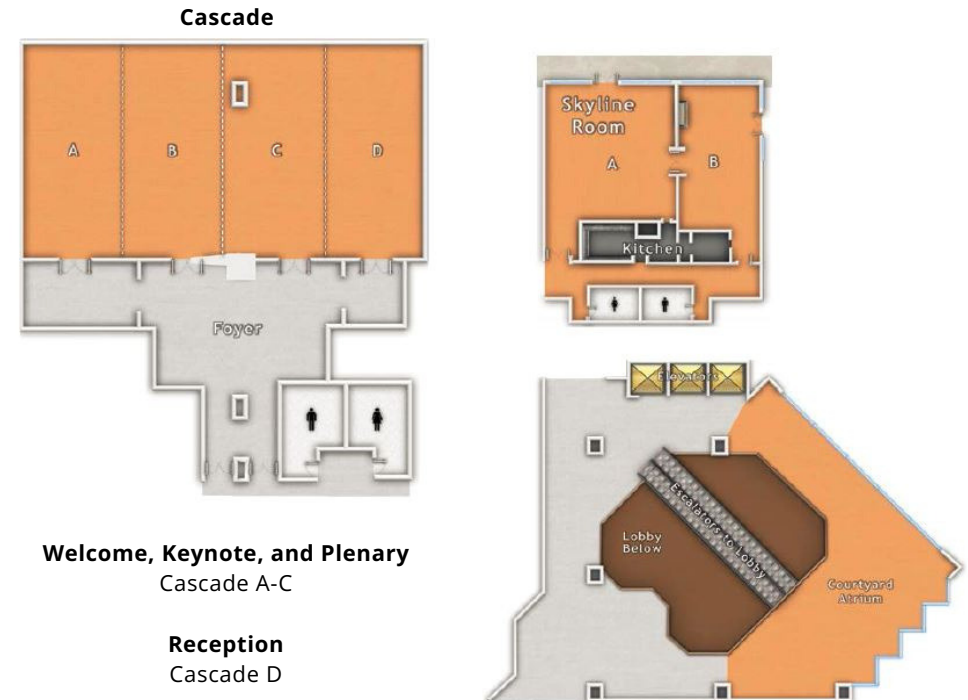 Cascade
A
B
C
D
Foyer
Welcome, Keynote, and Plenary
Cascade A-C
Reception
Cascade D
Skyline
Room
A
B
Kitchen
Elevators
Escalators to Lobby
Lobby
Below
Courtyard
Atrium